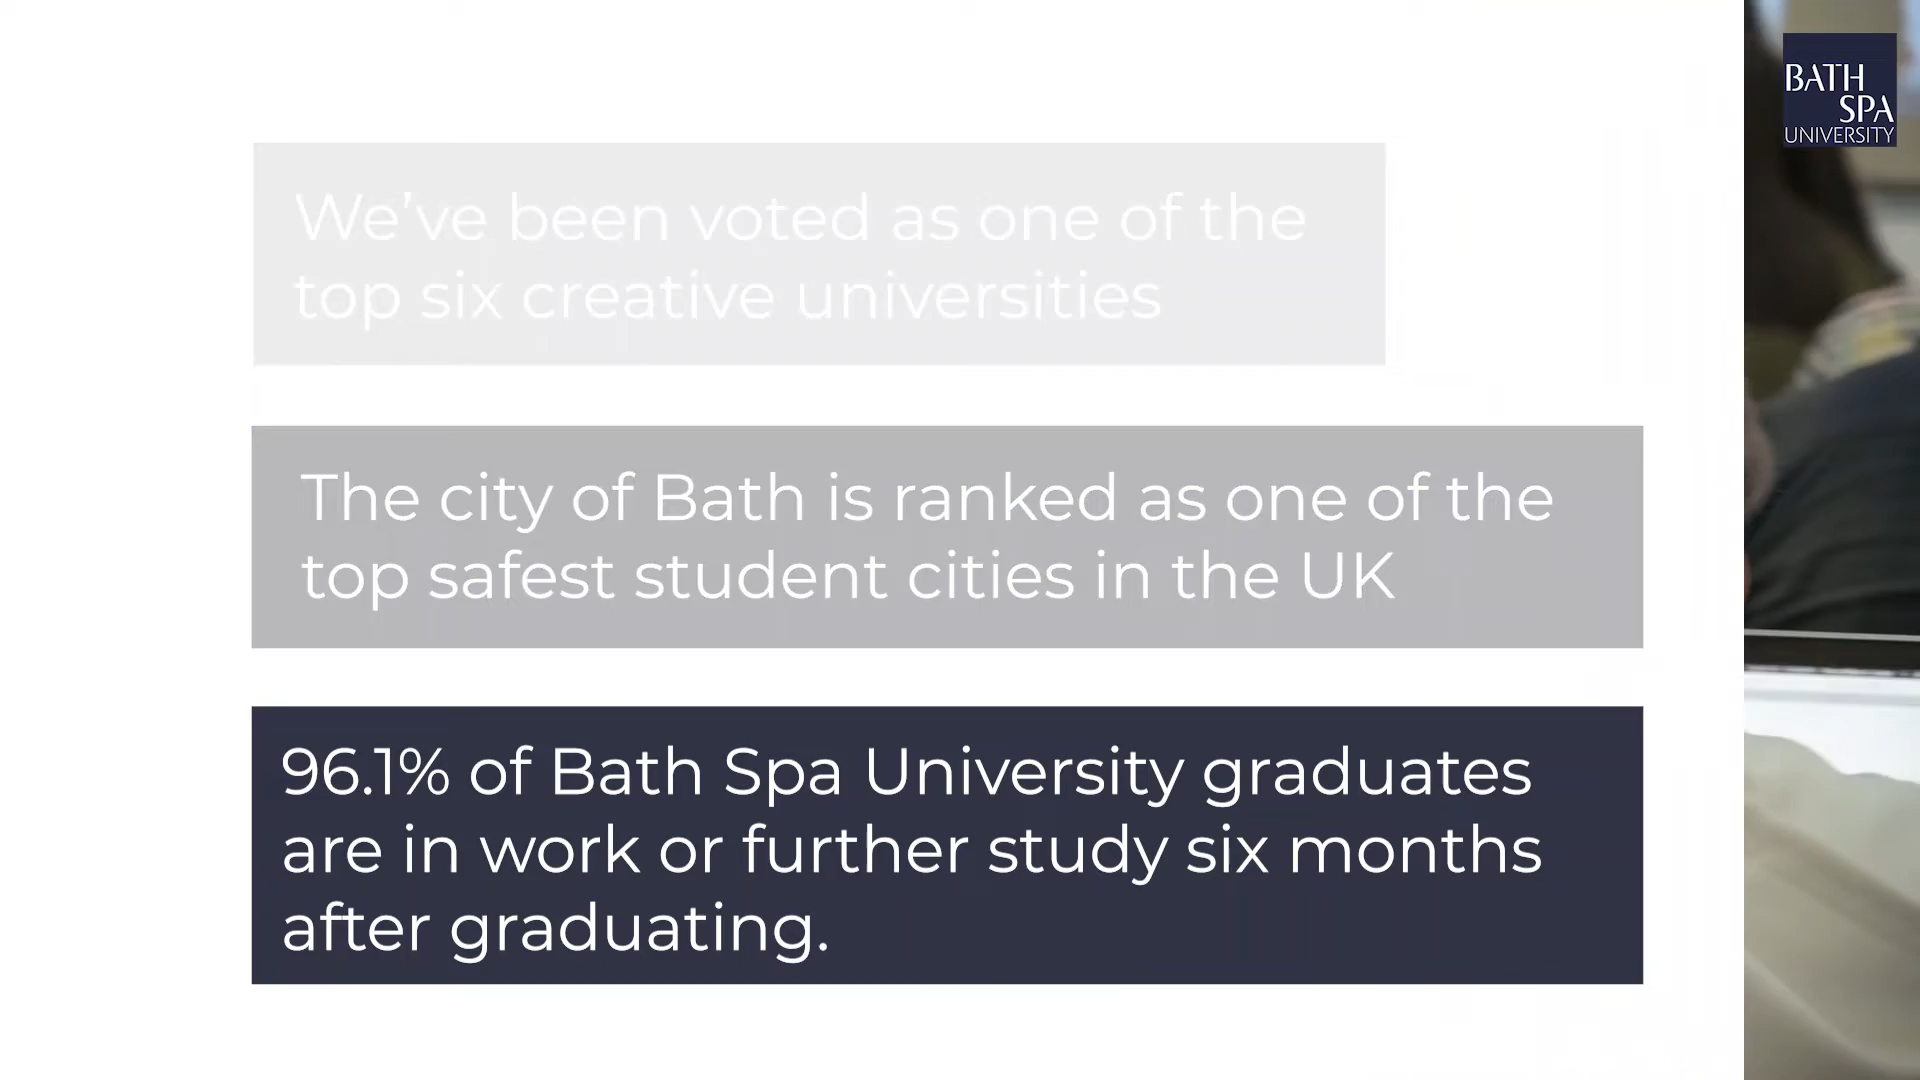 BATH
SPA
UNIVERSITY
We've been voted as one of the
top six creative universities
The city of Bath is ranked as one of the
top safest student cities in the UK
96.1% of Bath Spa University graduates
are in work or further study six months
after graduating.